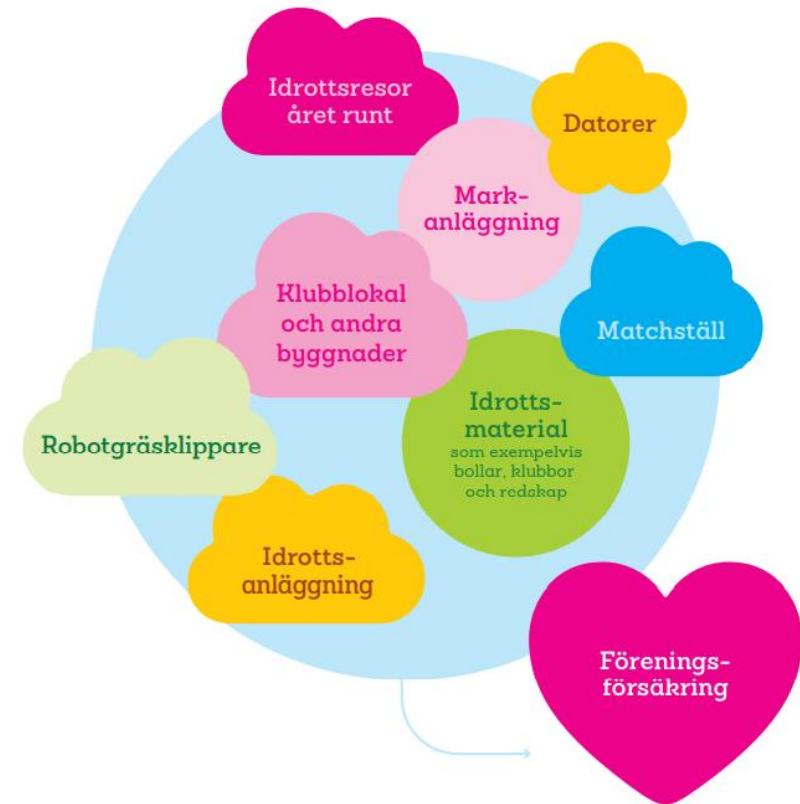 Idrottsresor
året runt
Datorer
Mark-
anläggning
Klubblokal
och andra
byggnader
Matchställ
Idrotts-
material
som exempelvis
bollar, klubbor
och redskap
Robotgräsklippare
Idrotts-
anläggning
Förenings-
försäkring